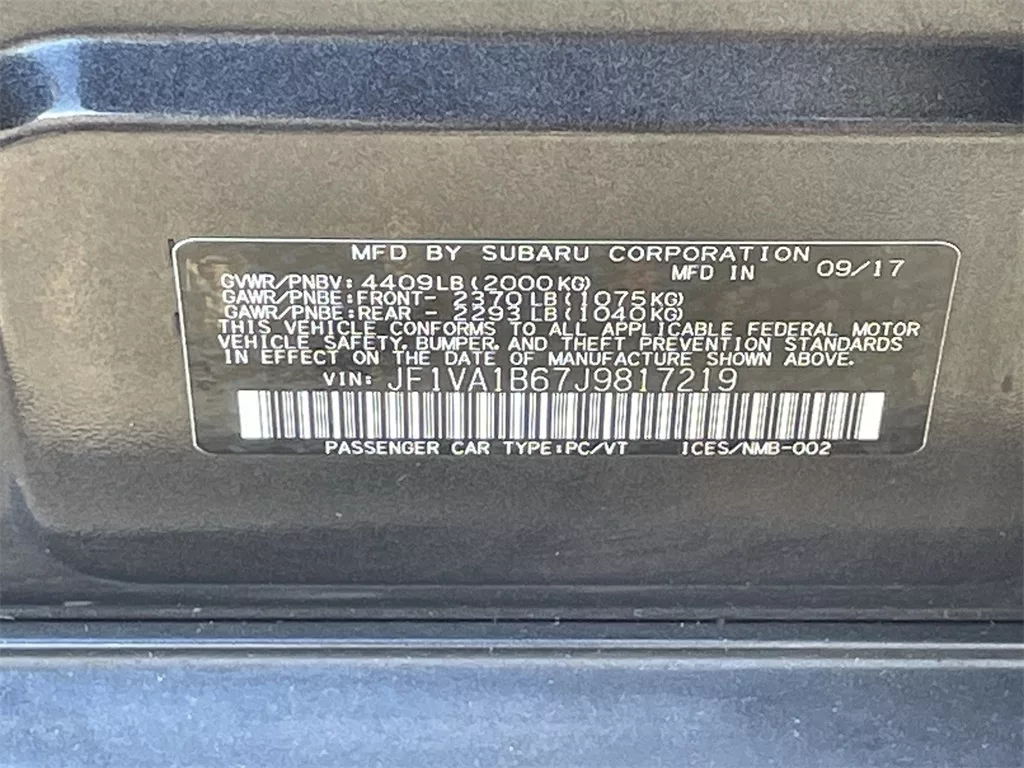 MFD BY SUBARU CORPORATION
MFD IN 09/17
GVWR/PNBV: 4409LB(2000KG)
GAWR/PNBE:FRONT- 2370LB(1075KG)
GAWR/PNBE:REAR - 2293LB(1040KG)
THIS VEHICLE CONFORMS TO ALL APPLICABLE FEDERAL MOTOR
VEHICLE SAFETY, BUMPER, AND THEFT PREVENTION STANDARDS
IN EFFECT ON THE DATE OF MANUFACTURE SHOWN ABOVE.
VIN: JF1VA1B67J9817219
PASSENGER CAR TYPE:PC/VT ICES/NMB-002